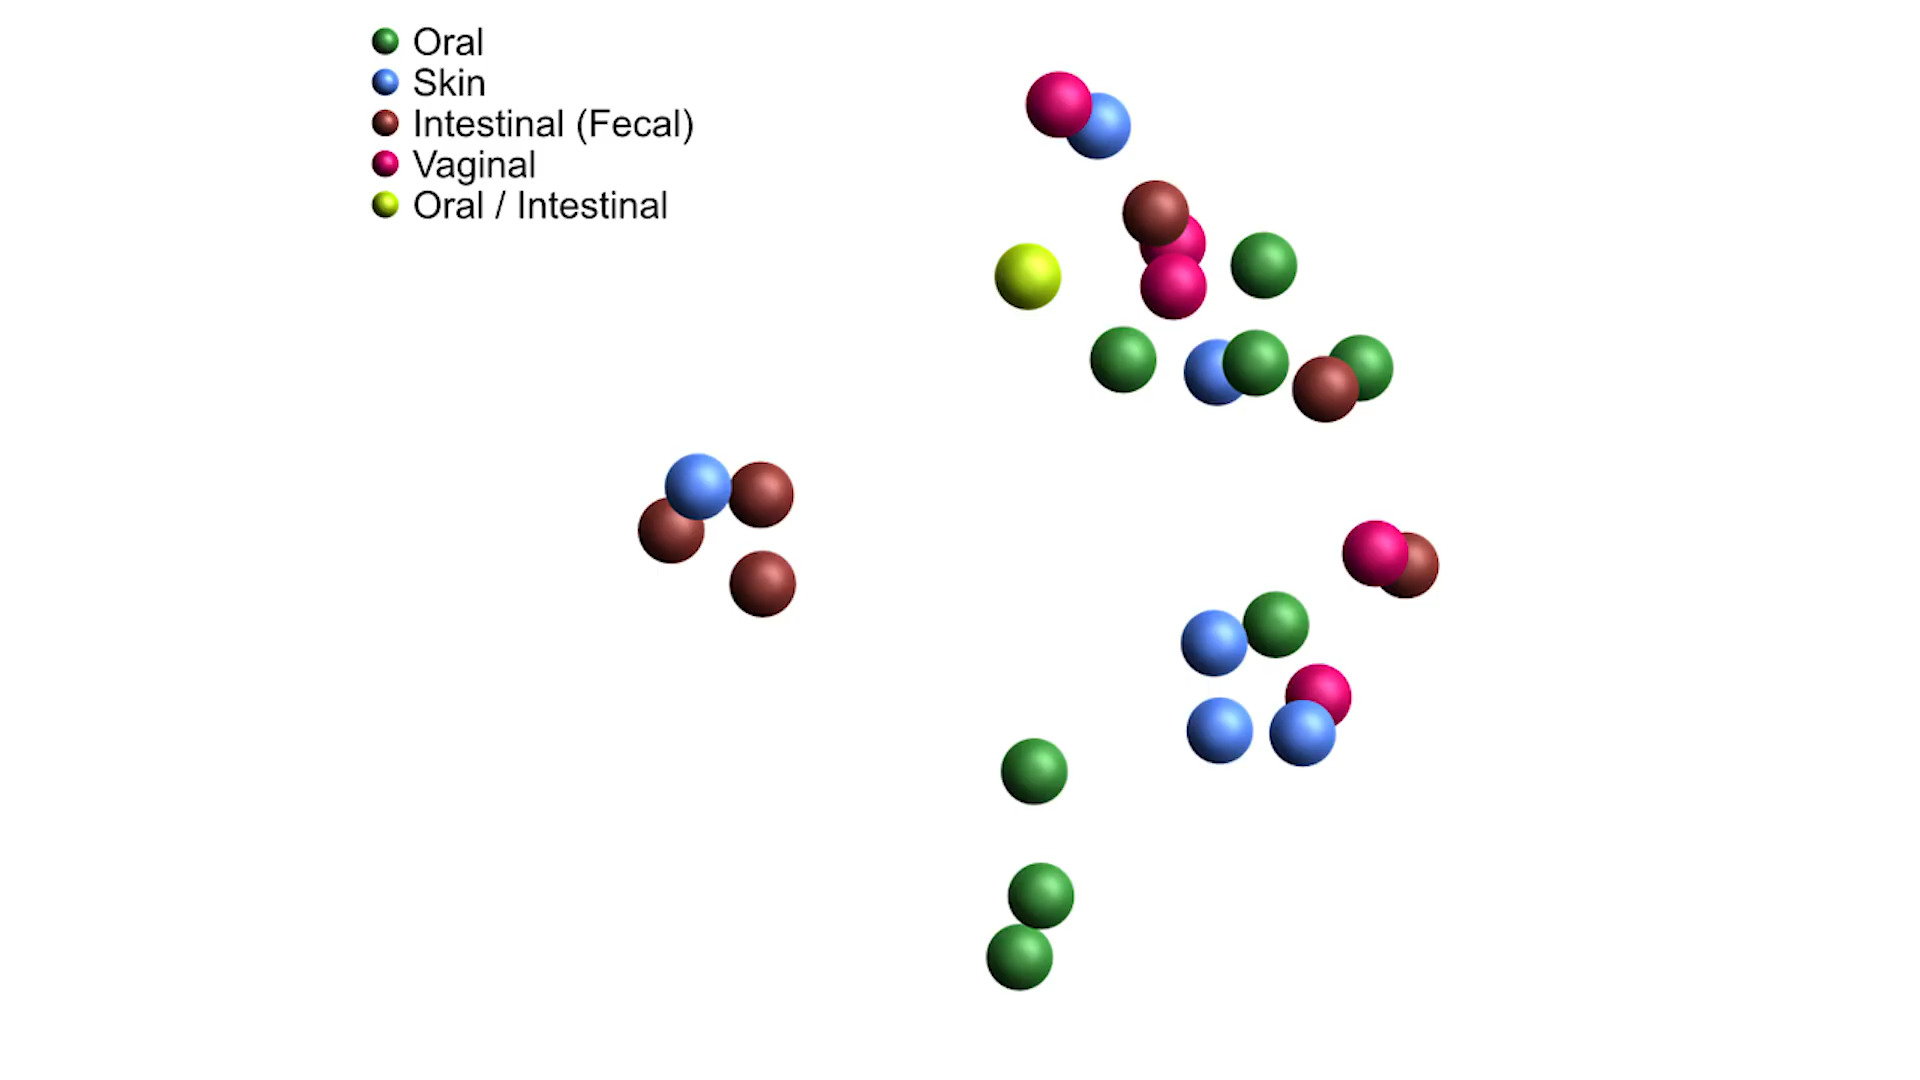 Oral
Skin
Intestinal (Fecal)
Vaginal
Oral / Intestinal